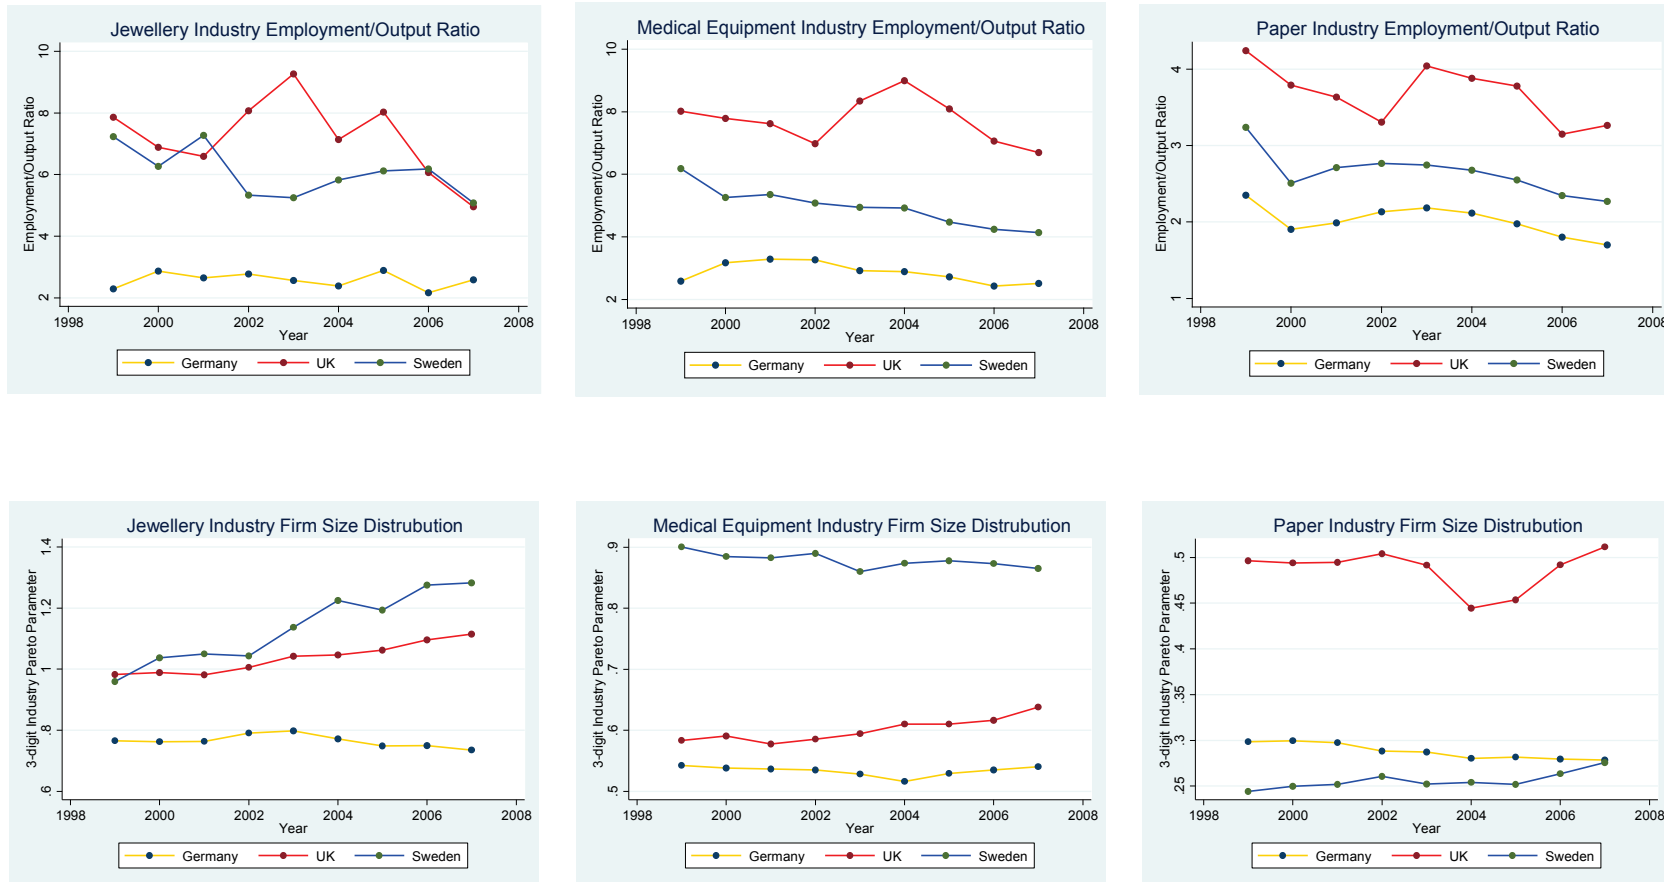 Jewellery Industry Employment/Output Ratio
Employment/Output Ratio
10
8
6
4
2
1998 2000 2002 2004 2006 2008
Year
Germany UK Sweden
Medical Equipment Industry Employment/Output Ratio
Employment/Output Ratio
10
8
6
4
2
1998 2000 2002 2004 2006 2008
Year
Germany UK Sweden
Paper Industry Employment/Output Ratio
Employment/Output Ratio
4
3
2
1
1998 2000 2002 2004 2006 2008
Year
Germany UK Sweden
Jewellery Industry Firm Size Distrubution
3-digit Industry Pareto Parameter
1.4
1.2
1
.8
.6
1998 2000 2002 2004 2006 2008
Year
Germany UK Sweden
Medical Equipment Industry Firm Size Distrubution
3-digit Industry Pareto Parameter
.9
.8
.7
.6
.5
1998 2000 2002 2004 2006 2008
Year
Germany UK Sweden
Paper Industry Firm Size Distrubution
3-digit Industry Pareto Parameter
.5
.45
.4
.35
.3
.25
1998 2000 2002 2004 2006 2008
Year
Germany UK Sweden